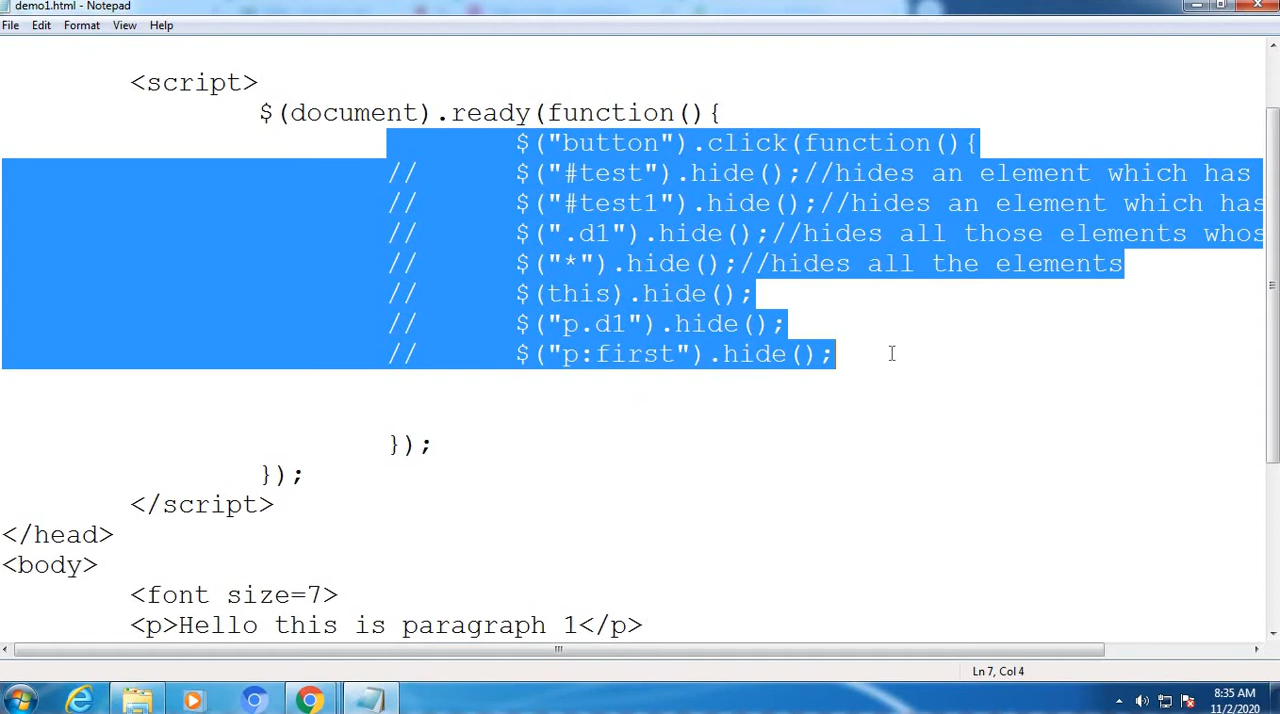 demo1.html - Notepad
File Edit Format View Help
<script>
$(document).ready(function(){
$("button").click(function(){
// $("#test").hide();//hides an element which has
// $("#test1").hide();//hides an element which has
// $(".d1").hide();//hides all those elements whos
// $("*").hide();//hides all the elements
// $(this).hide();
// $("p.d1").hide();
// $("p:first").hide();
});
});
</script>
</head>
<body>
<font size=7>
<p>Hello this is paragraph 1</p>
Ln 7, Col 4
8:35 AM
11/2/2020